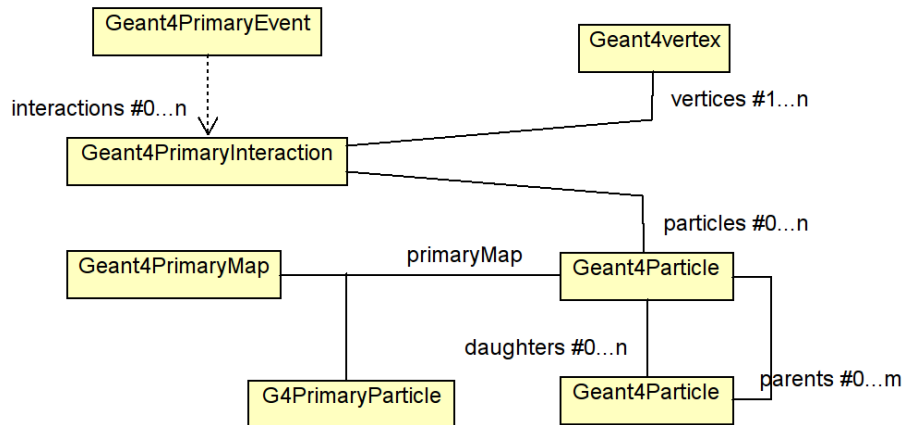 Geant4PrimaryEvent
Geant4vertex
interactions #0...n
vertices #1...n
Geant4PrimaryInteraction
particles #0...n
primaryMap
Geant4PrimaryMap
Geant4Particle
daughters #0...n
parents #0...m
G4PrimaryParticle
Geant4Particle